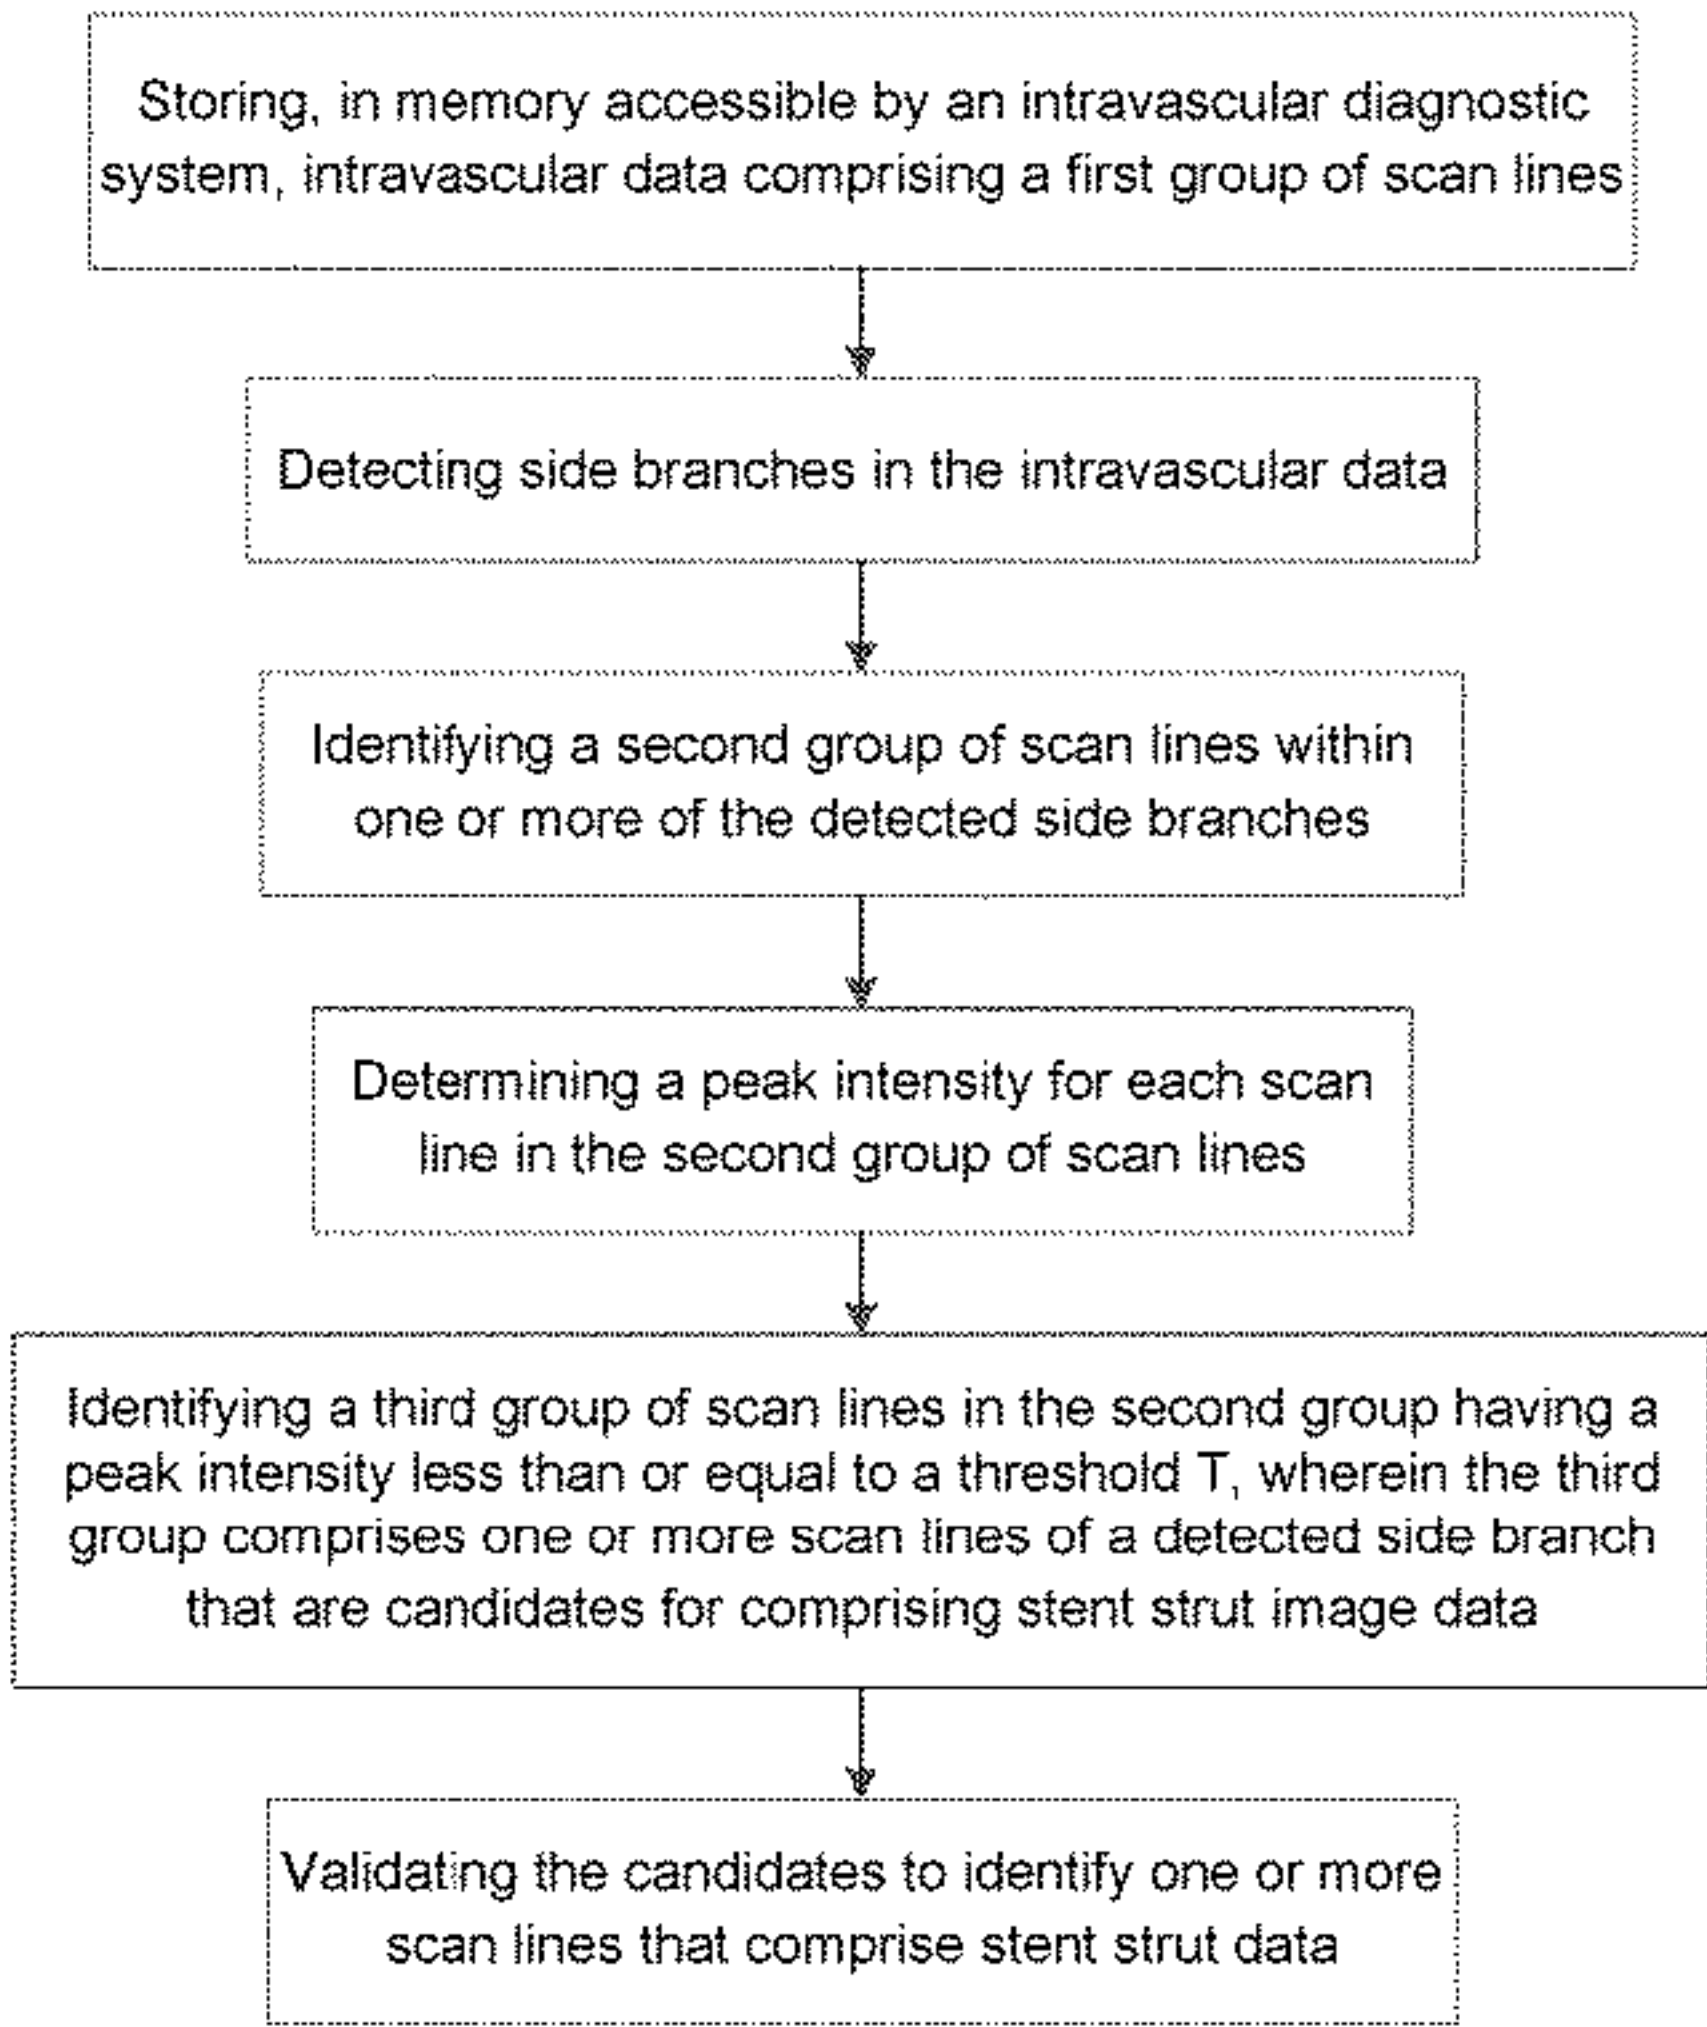 Storing, in memory accessible by an intravascular diagnostic
system, intravascular data comprising a first group of scan lines
Detecting side branches in the intravascular data
Identifying a second group of scan lines within
one or more of the detected side branches
Determining a peak intensity for each scan
line in the second group of scan lines
Identifying a third group of scan lines in the second group having a
peak intensity less than or equal to a threshold T, wherein the third
group comprises one or more scan lines of a detected side branch
that are candidates for comprising stent strut image data
Validating the candidates to identify one or more
scan lines that comprise stent strut data